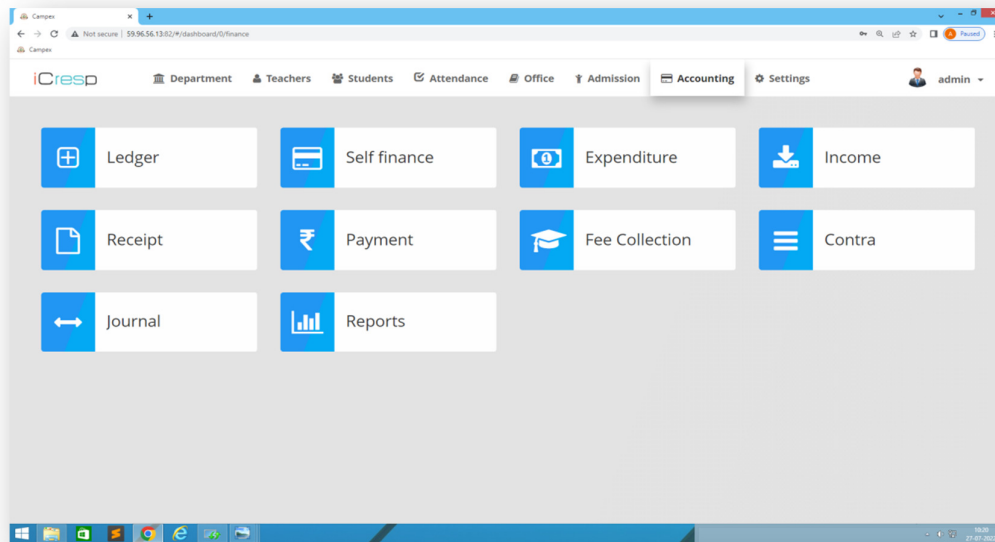 Campex
Not secure | 59.96.56.13:82/#/dashboard/0/finance
Paused
Campex
iCresp
Department
Teachers
Students
Attendance
Office
Admission
Accounting
Settings
admin
Ledger
Self finance
Expenditure
Income
Receipt
Payment
Fee Collection
Contra
Journal
Reports